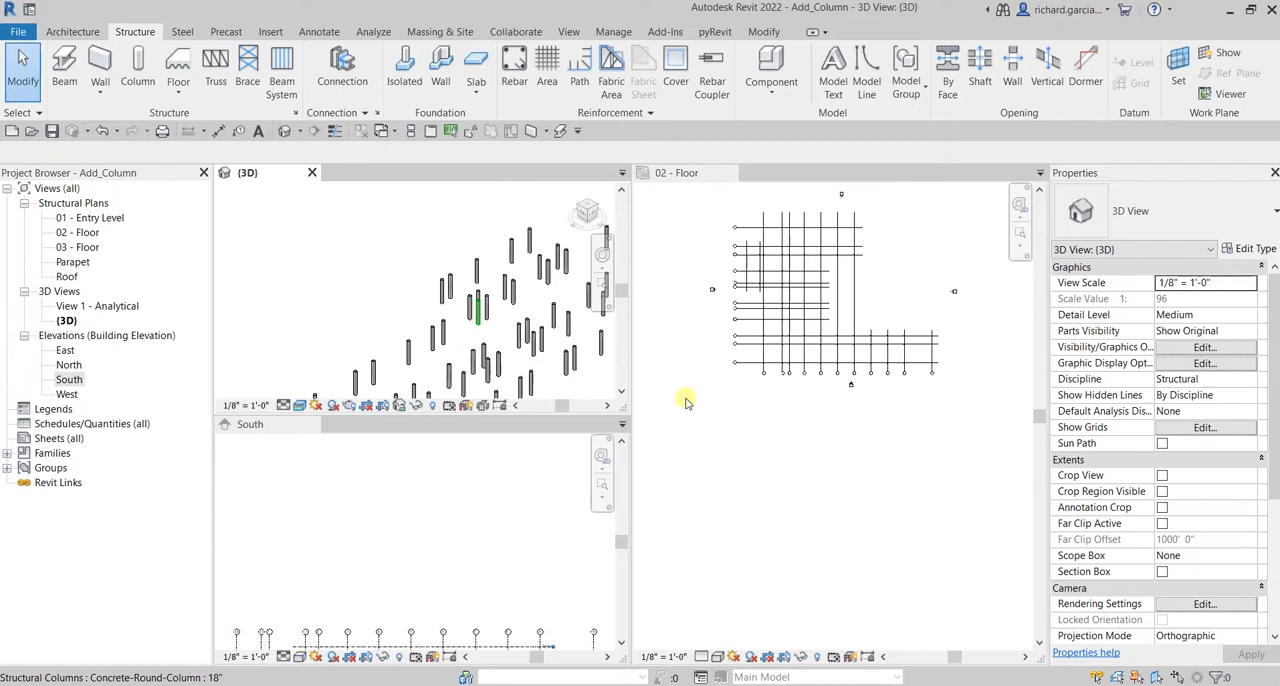 Autodesk Revit 2022 - Add_Column - 3D View: {3D}
richard.garcia...
File Architecture Structure Steel Precast Insert Annotate Analyze Massing & Site Collaborate View Manage Add-Ins pyRevit Modify
Modify Beam Wall Column Floor Truss Brace Beam System Connection Isolated Wall Slab Rebar Area Path Fabric Area Fabric Sheet Cover Rebar Coupler Component Model Text Model Line Model Group By Face Shaft Wall Vertical Dormer Level Grid Set Show Ref Plane Viewer
Select Structure Connection Foundation Reinforcement Model Opening Datum Work Plane
Project Browser - Add_Column
Views (all)
Structural Plans
01 - Entry Level
02 - Floor
03 - Floor
Parapet
Roof
3D Views
View 1 - Analytical
{3D}
Elevations (Building Elevation)
East
North
South
West
Legends
Schedules/Quantities (all)
Sheets (all)
Families
Groups
Revit Links
{3D}
1/8" = 1'-0"
South
1/8" = 1'-0"
02 - Floor
1/8" = 1'-0"
Properties
3D View
3D View: {3D} Edit Type
Graphics
View Scale 1/8" = 1'-0"
Scale Value 1: 96
Detail Level Medium
Parts Visibility Show Original
Visibility/Graphics O... Edit...
Graphic Display Opt... Edit...
Discipline Structural
Show Hidden Lines By Discipline
Default Analysis Dis... None
Show Grids Edit...
Sun Path
Extents
Crop View
Crop Region Visible
Annotation Crop
Far Clip Active
Far Clip Offset 1000' 0"
Scope Box None
Section Box
Camera
Rendering Settings Edit...
Locked Orientation
Projection Mode Orthographic
Properties help Apply
Structural Columns : Concrete-Round-Column : 18" :0 Main Model :0